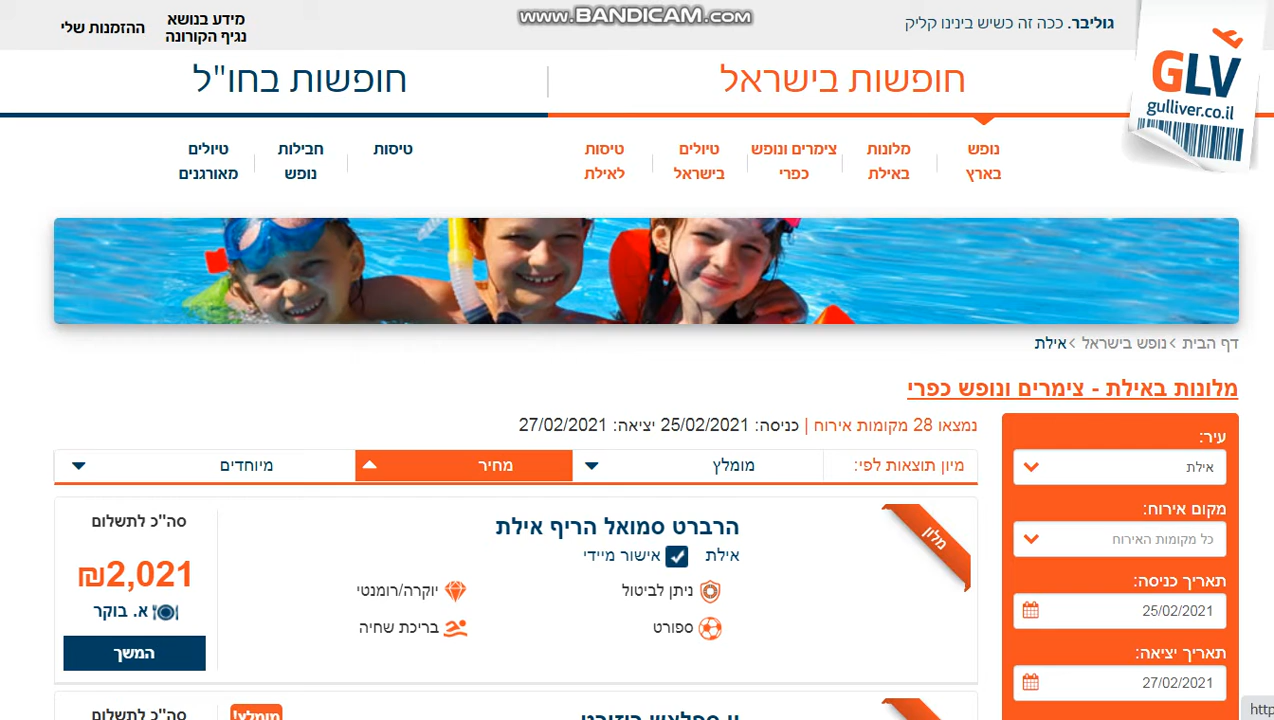 www.BANDICAM.com
גוליבר. ככה זה כשיש בינינו קליק
מידע בנושא
נגיף הקורונה
ההזמנות שלי
GLV
gulliver.co.il
חופשות בישראל
חופשות בחו"ל
נופש
בארץ
מלונות
באילת
צימרים ונופש
כפרי
טיולים
בישראל
טיסות
לאילת
טיסות
חבילות
נופש
טיולים
מאורגנים
דף הבית > נופש בישראל > אילת
מלונות באילת - צימרים ונופש כפרי
נמצאו 28 מקומות אירוח | כניסה: 25/02/2021 יציאה: 27/02/2021
מיון תוצאות לפי:
מומלץ
מחיר
מיוחדים
עיר:
אילת
מקום אירוח:
כל מקומות האירוח
תאריך כניסה:
25/02/2021
תאריך יציאה:
27/02/2021
מלון
הרברט סמואל הריף אילת
אילת
אישור מיידי
ניתן לביטול
יוקרה/רומנטי
ספורט
בריכת שחיה
סה"כ לתשלום
₪2,021
א. בוקר
המשך
מומלץ!
סה"כ לתשלום
http